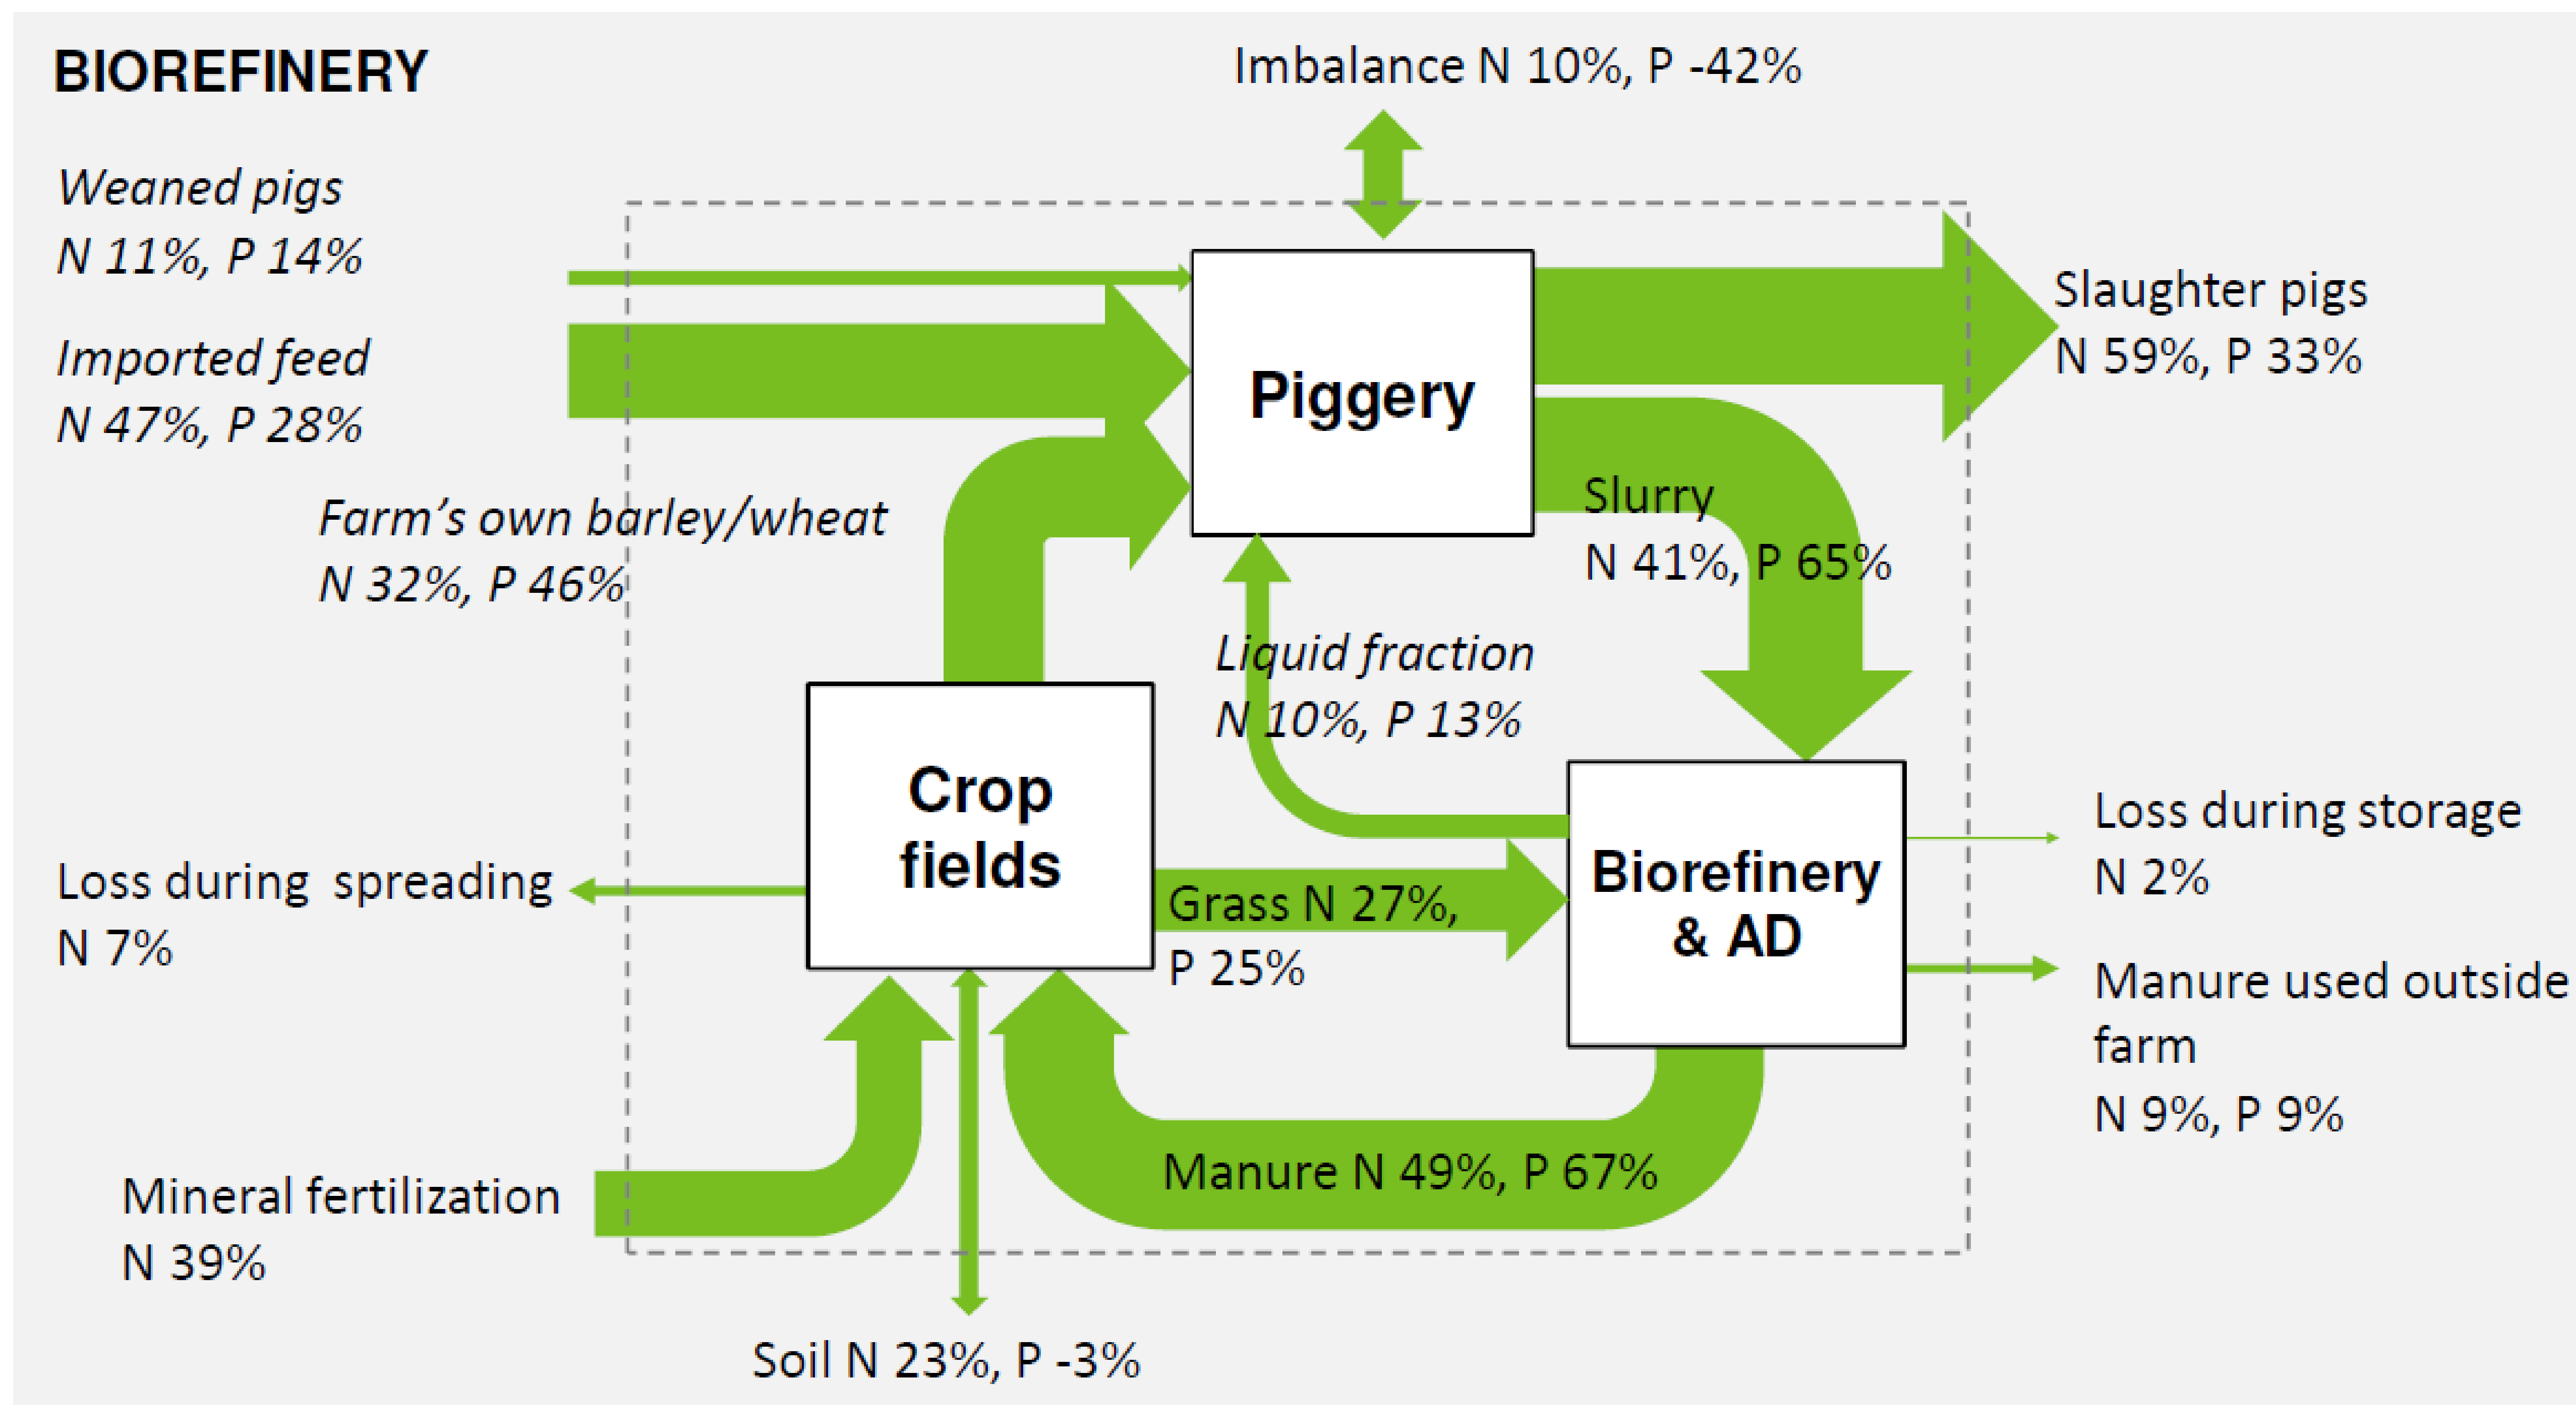 BIOREFINERY
Imbalance N 10%, P -42%
Weaned pigs
N 11%, P 14%
Imported feed
N 47%, P 28%
Piggery
Slaughter pigs
N 59%, P 33%
Farm's own barley/wheat
N 32%, P 46%
Slurry
N 41%, P 65%
Liquid fraction
N 10%, P 13%
Crop
fields
Biorefinery
& AD
Loss during storage
N 2%
Loss during  spreading
N 7%
Grass N 27%,
P 25%
Manure used outside
farm
N 9%, P 9%
Manure N 49%, P 67%
Mineral fertilization
N 39%
Soil N 23%, P -3%